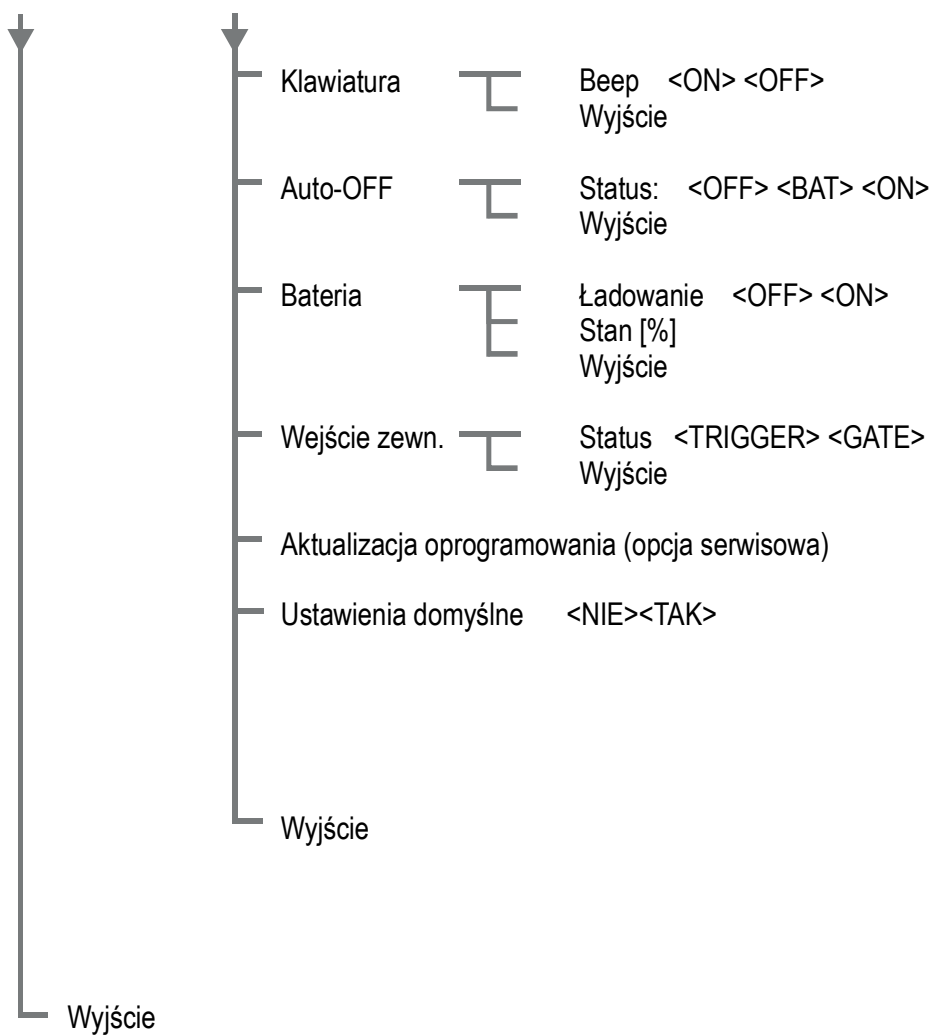 Klawiatura Beep <ON> <OFF>
Wyjście
Auto-OFF Status: <OFF> <BAT> <ON>
Wyjście
Bateria Ładowanie <OFF> <ON>
Stan [%]
Wyjście
Wejście zewn. Status <TRIGGER> <GATE>
Wyjście
Aktualizacja oprogramowania (opcja serwisowa)
Ustawienia domyślne <NIE><TAK>
Wyjście
Wyjście